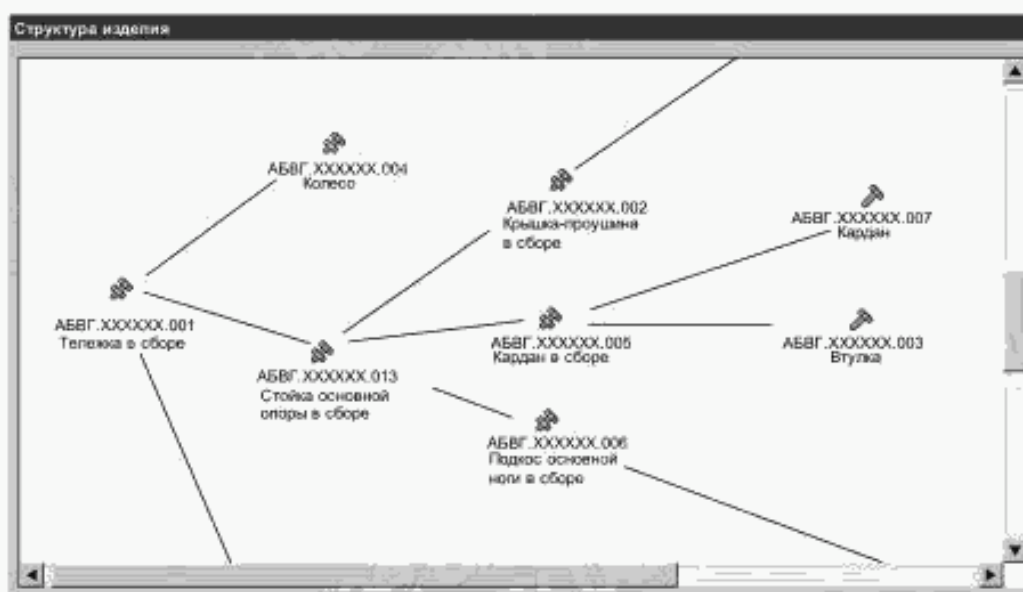 Структура изделия
АБВГ.XXXXXX.004
Колесо
АБВГ.XXXXXX.002
Крышка-проушина
в сборе
АБВГ.XXXXXX.007
Кардан
АБВГ.XXXXXX.001
Тележка в сборе
АБВГ.XXXXXX.013
Стойка основной
опоры в сборе
АБВГ.XXXXXX.005
Кардан в сборе
АБВГ.XXXXXX.003
Втулка
АБВГ.XXXXXX.006
Подкос основной
ноги в сборе